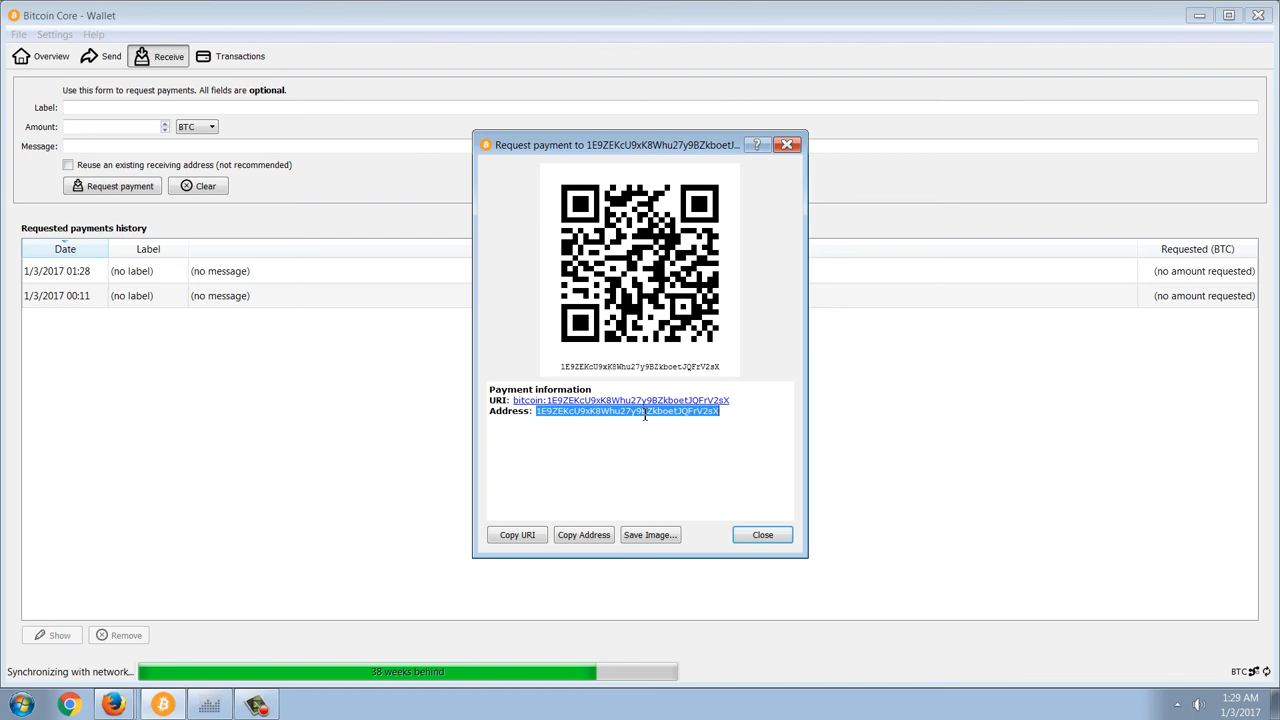 Bitcoin Core - Wallet
File Settings Help
Overview Send Receive Transactions
Use this form to request payments. All fields are optional.
Label:
Amount: BTC
Message:
Reuse an existing receiving address (not recommended)
Request payment Clear
Requested payments history
Date Label Requested (BTC)
1/3/2017 01:28 (no label) (no message) (no amount requested)
1/3/2017 00:11 (no label) (no message) (no amount requested)
Request payment to 1E9ZEKcU9xK8Whu27y9BZkboetJ...
1E9ZEKcU9xK8Whu27y9BZkboetJQFrV2sX
Payment information
URI: bitcoin:1E9ZEKcU9xK8Whu27y9BZkboetJQFrV2sX
Address: 1E9ZEKcU9xK8Whu27y9BZkboetJQFrV2sX
Copy URI Copy Address Save Image... Close
Show Remove
Synchronizing with network... 38 weeks behind BTC
1:29 AM
1/3/2017